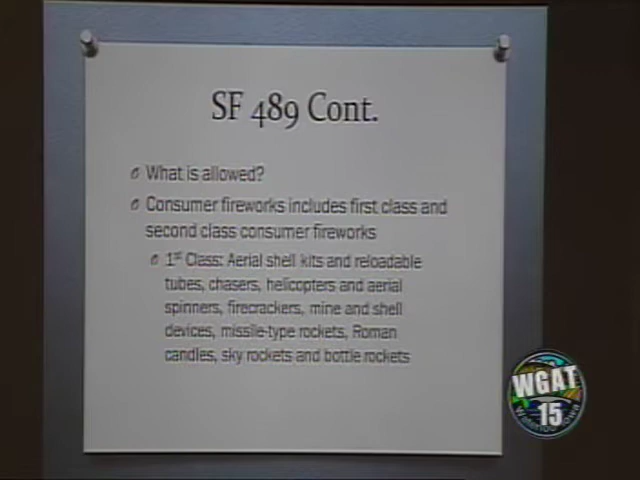 SF 489 Cont.
What is allowed?
Consumer fireworks includes first class and
second class consumer fireworks
1st Class: Aerial shell kits and reloadable
tubes, chasers, helicopters and aerial
spinners, firecrackers, mine and shell
devices, missile-type rockets, Roman
candles, sky rockets and bottle rockets
WGAT
15
Waterloo, Iowa